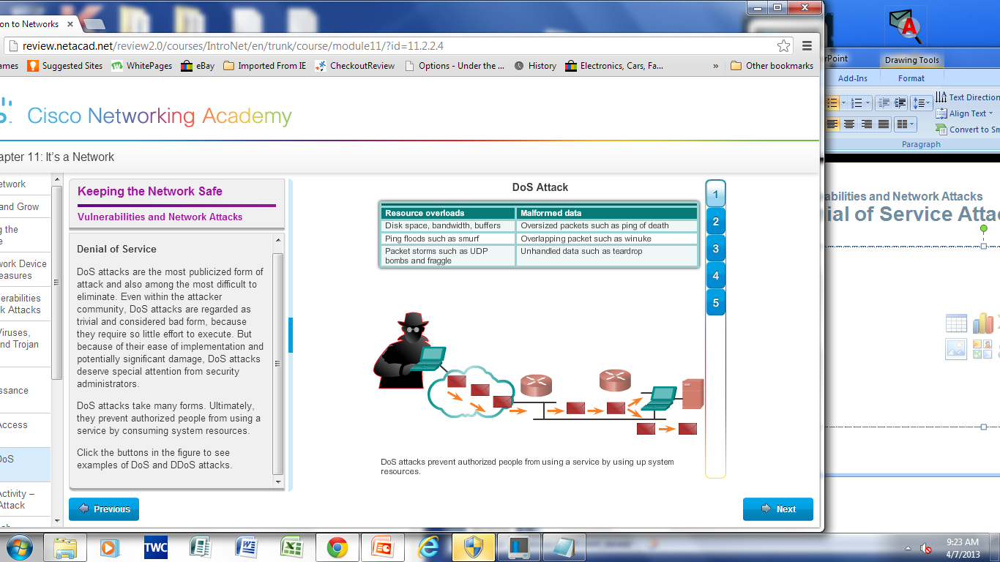 on to Networks
review.netacad.net/review2.0/courses/IntroNet/en/trunk/course/module11/?id=11.2.2.4
ames
Suggested Sites
WhitePages
eBay
Imported From IE
CheckoutReview
Options - Under the ...
History
Electronics, Cars, Fa...
»
Other bookmarks
Cisco Networking Academy
apter 11: It's a Network
etwork
and Grow
g the
e
work Device
easures
erabilities
k Attacks
Viruses,
nd Trojan
ssance
Access
DoS
Activity –
Attack
Keeping the Network Safe
Vulnerabilities and Network Attacks
Denial of Service
DoS attacks are the most publicized form of
attack and also among the most difficult to
eliminate. Even within the attacker
community, DoS attacks are regarded as
trivial and considered bad form, because
they require so little effort to execute. But
because of their ease of implementation and
potentially significant damage, DoS attacks
deserve special attention from security
administrators.
DoS attacks take many forms. Ultimately,
they prevent authorized people from using a
service by consuming system resources.
Click the buttons in the figure to see
examples of DoS and DDoS attacks.
DoS Attack
Resource overloads Malformed data
Disk space, bandwidth, buffers Oversized packets such as ping of death
Ping floods such as smurf Overlapping packet such as winuke
Packet storms such as UDP Unhandled data such as teardrop
bombs and fraggle
1
2
3
4
5
DoS attacks prevent authorized people from using a service by using up system
resources.
Previous
Next
A
rPoint
Drawing Tools
Add-Ins
Format
Text Direction
Align Text
Convert to Sm
Paragraph
abilities and Network Attacks
ial of Service Atta
TWC
9:23 AM
4/7/2013